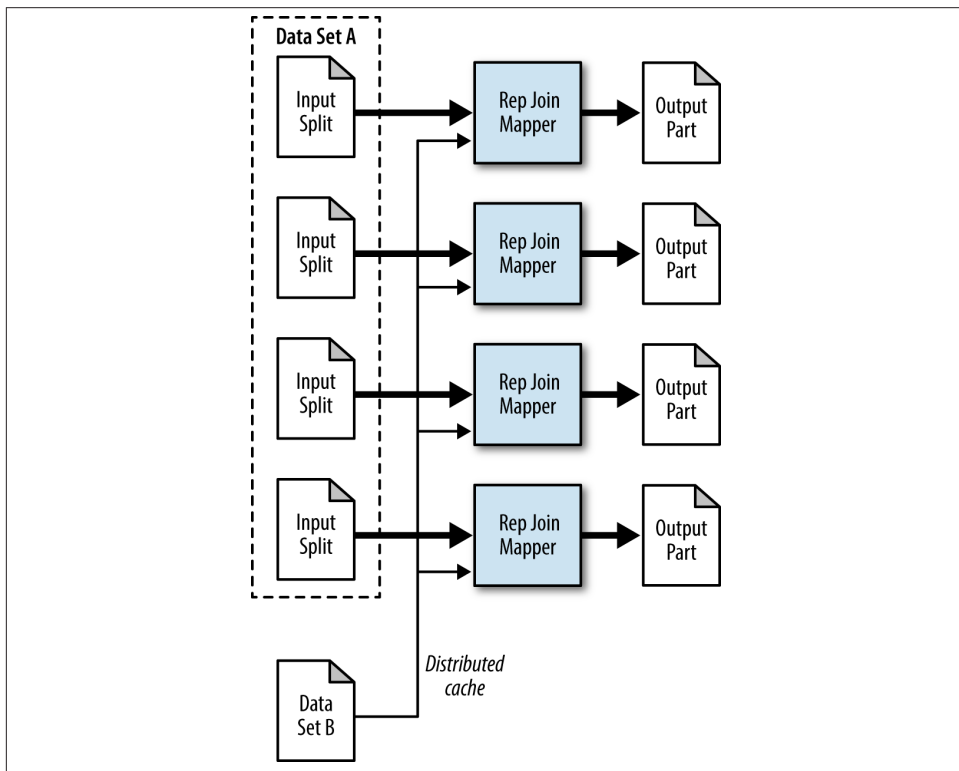 Data Set A
Input
Split
Rep Join
Mapper
Output
Part
Input
Split
Rep Join
Mapper
Output
Part
Input
Split
Rep Join
Mapper
Output
Part
Input
Split
Rep Join
Mapper
Output
Part
Distributed
cache
Data
Set B